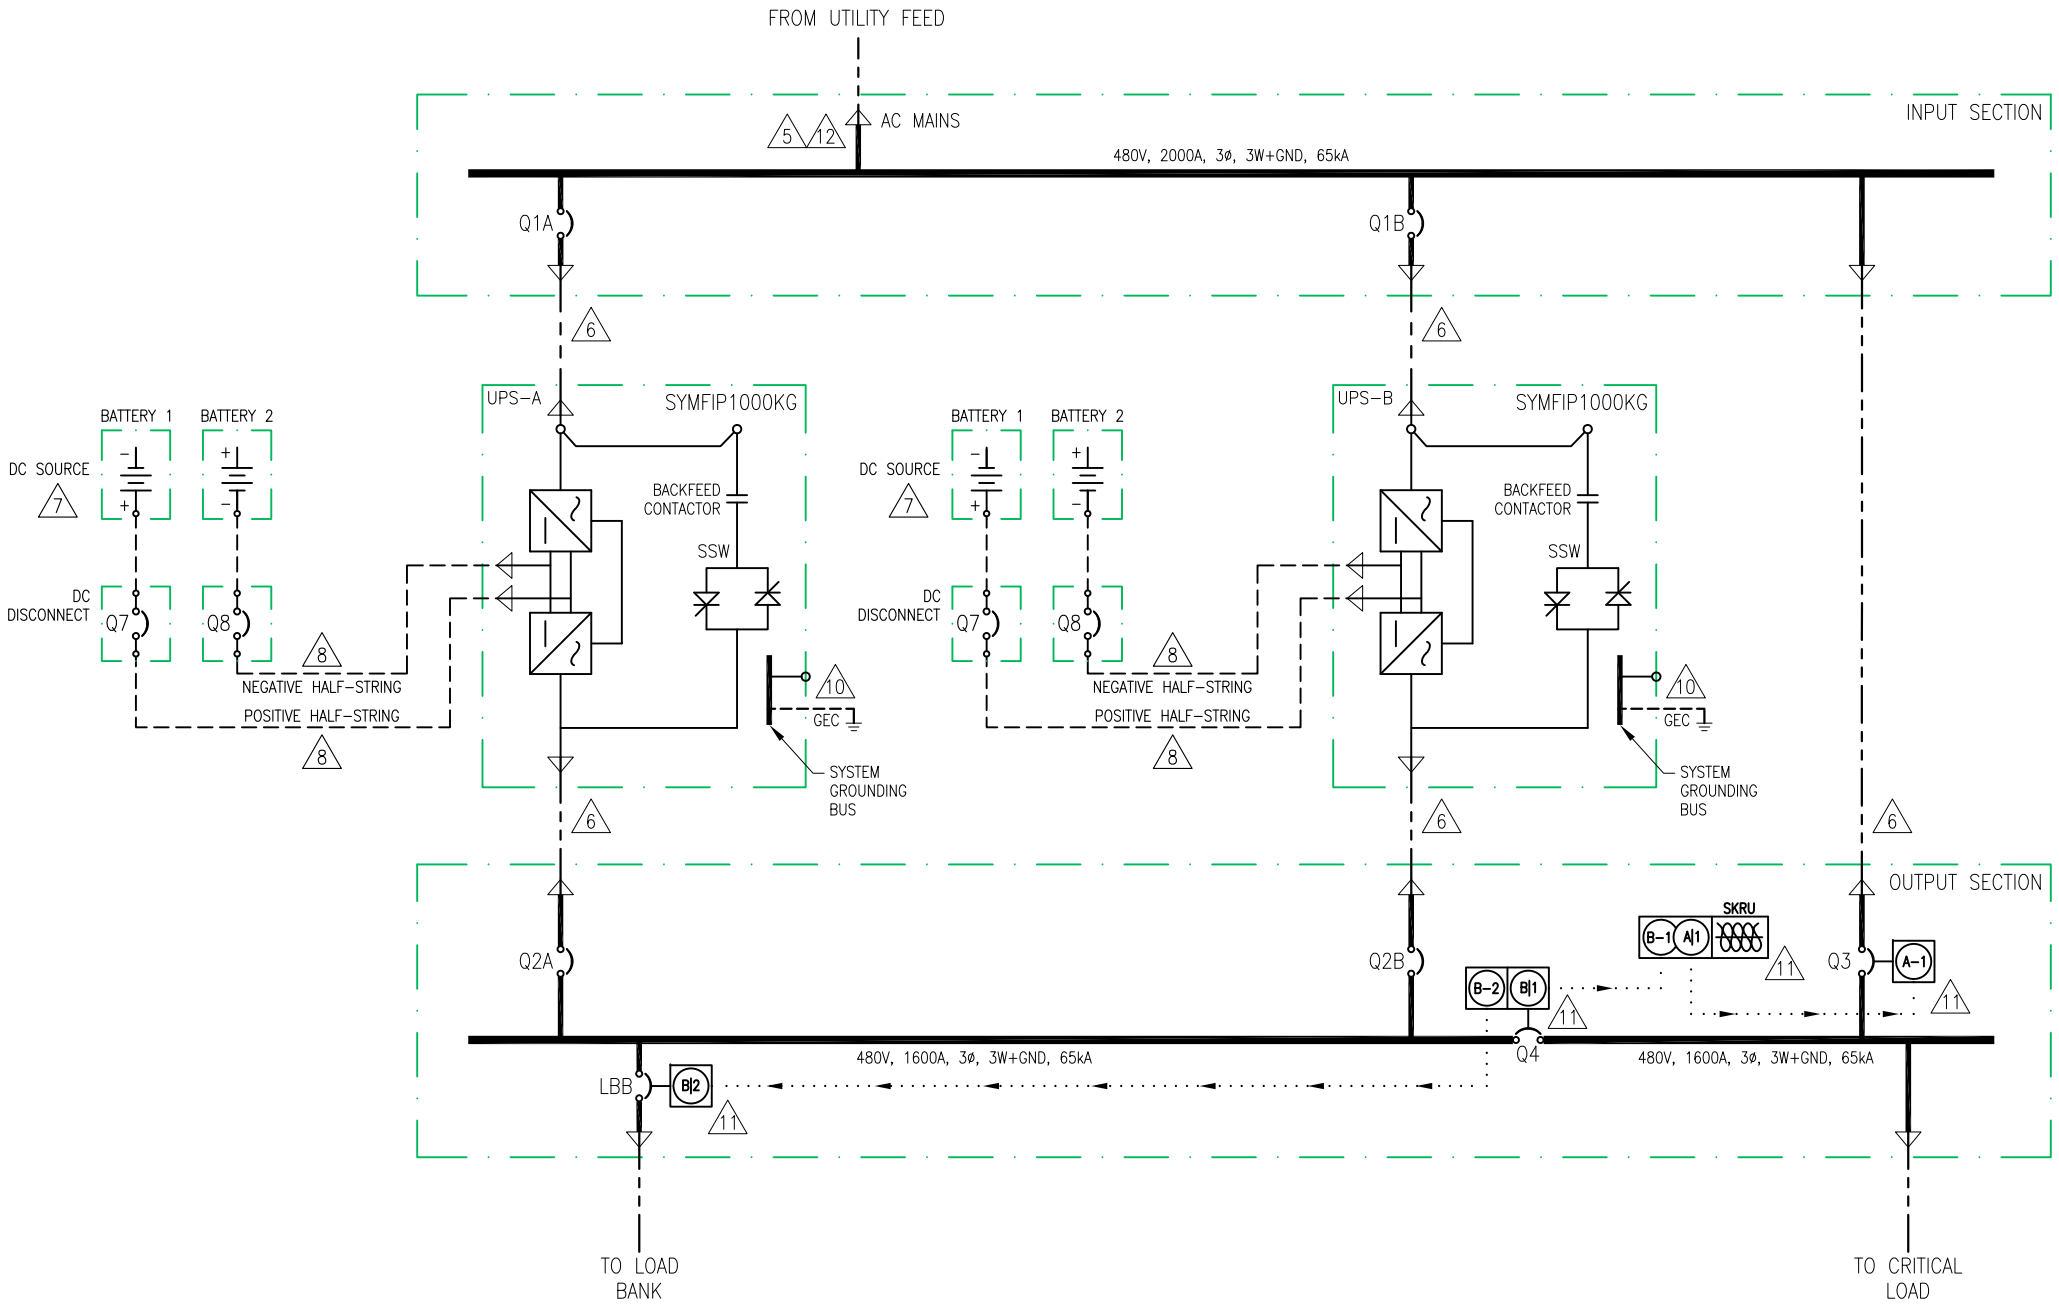 FROM UTILITY FEED
INPUT SECTION
AC MAINS
5
12
480V, 2000A, 3ø, 3W+GND, 65kA
Q1A
Q1B
6
6
UPS-A
SYMFIP1000KG
UPS-B
SYMFIP1000KG
BATTERY 1
BATTERY 2
BATTERY 1
BATTERY 2
DC SOURCE
7
- +
+ -
DC SOURCE
7
- +
+ -
BACKFEED
CONTACTOR
BACKFEED
CONTACTOR
SSW
SSW
DC
DISCONNECT
Q7
Q8
DC
DISCONNECT
Q7
Q8
8
NEGATIVE HALF-STRING
POSITIVE HALF-STRING
8
8
NEGATIVE HALF-STRING
POSITIVE HALF-STRING
8
10
GEC
10
GEC
SYSTEM
GROUNDING
BUS
SYSTEM
GROUNDING
BUS
6
6
6
OUTPUT SECTION
SKRU
B-1
A|1
11
Q2A
Q2B
Q3
A-1
11
B-2
B|1
11
Q4
480V, 1600A, 3ø, 3W+GND, 65kA
480V, 1600A, 3ø, 3W+GND, 65kA
LBB
B|2
11
TO LOAD
BANK
TO CRITICAL
LOAD